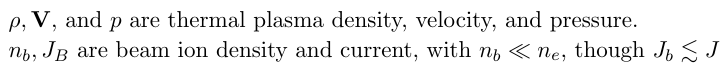 ρ, V, and p are thermal plasma density, velocity, and pressure.
n_b, J_B are beam ion density and current, with n_b ≪ n_e, though J_b ≲ J